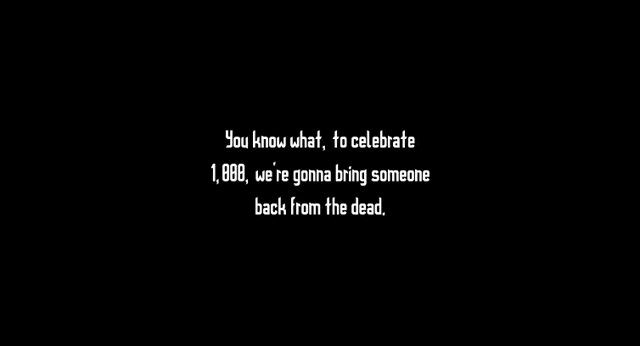 You know what, to celebrate
1,000, we're gonna bring someone
back from the dead.